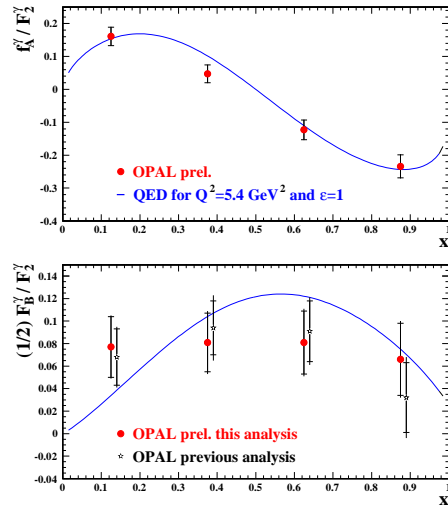 f_A^γ / F_2^γ
0.2
0.1
0
-0.1
-0.2
-0.3
-0.4
OPAL prel.
QED for Q²=5.4 GeV² and ε=1
0 0.1 0.2 0.3 0.4 0.5 0.6 0.7 0.8 0.9 1
x
(1/2) F_B^γ / F_2^γ
0.14
0.12
0.1
0.08
0.06
0.04
0.02
0
-0.02
-0.04
OPAL prel. this analysis
OPAL previous analysis
0 0.1 0.2 0.3 0.4 0.5 0.6 0.7 0.8 0.9 1
x